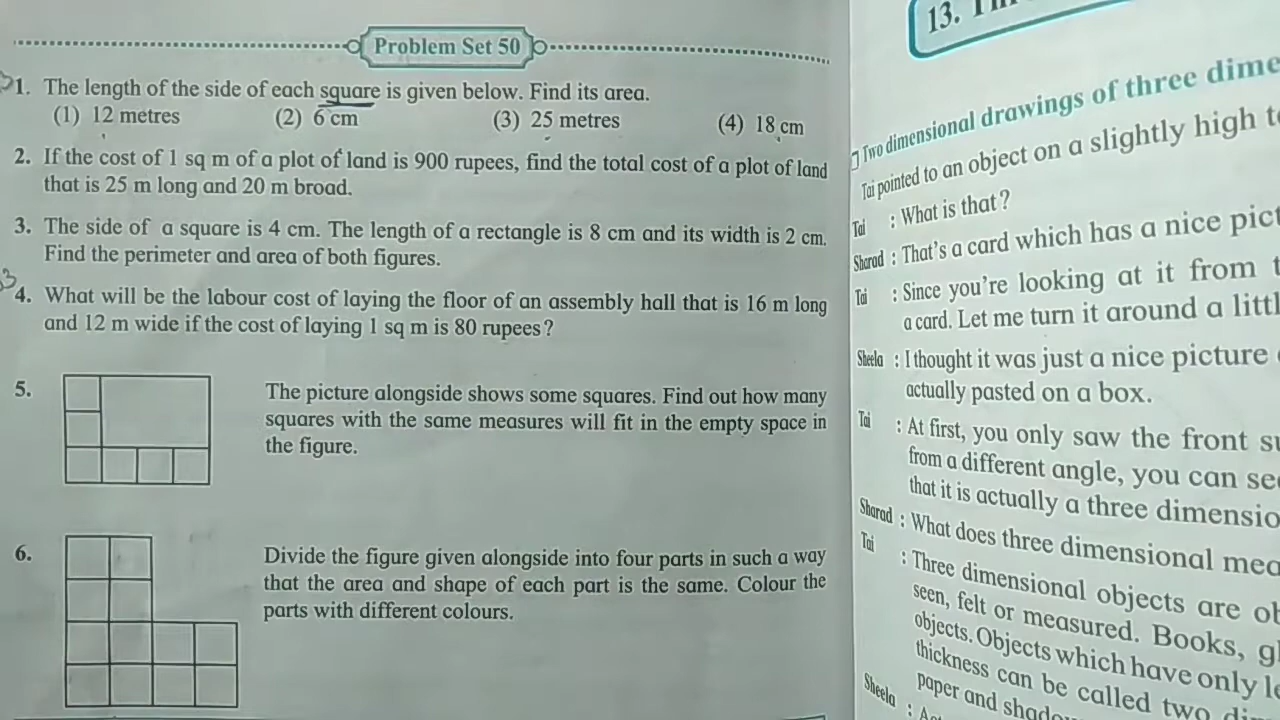 Problem Set 50
1. The length of the side of each square is given below. Find its area.
(1) 12 metres (2) 6 cm (3) 25 metres (4) 18 cm
2. If the cost of 1 sq m of a plot of land is 900 rupees, find the total cost of a plot of land
that is 25 m long and 20 m broad.
3. The side of a square is 4 cm. The length of a rectangle is 8 cm and its width is 2 cm.
Find the perimeter and area of both figures.
4. What will be the labour cost of laying the floor of an assembly hall that is 16 m long
and 12 m wide if the cost of laying 1 sq m is 80 rupees?
5. The picture alongside shows some squares. Find out how many
squares with the same measures will fit in the empty space in
the figure.
6. Divide the figure given alongside into four parts in such a way
that the area and shape of each part is the same. Colour the
parts with different colours.
13.
Two dimensional drawings of three
Tai pointed to an object on a slightly high
Tai : What is that?
Sharad : That's a card which has a nice
Tai : Since you're looking at it from
a card. Let me turn it around a
Sheela : I thought it was just a nice picture
actually pasted on a box.
Tai : At first, you only saw the front
from a different angle, you can
that it is actually a three
Sharad : What does three dimensional
Tai : Three dimensional objects are
seen, felt or measured. Books,
objects. Objects which have only
thickness can be called two
Sheela : paper and